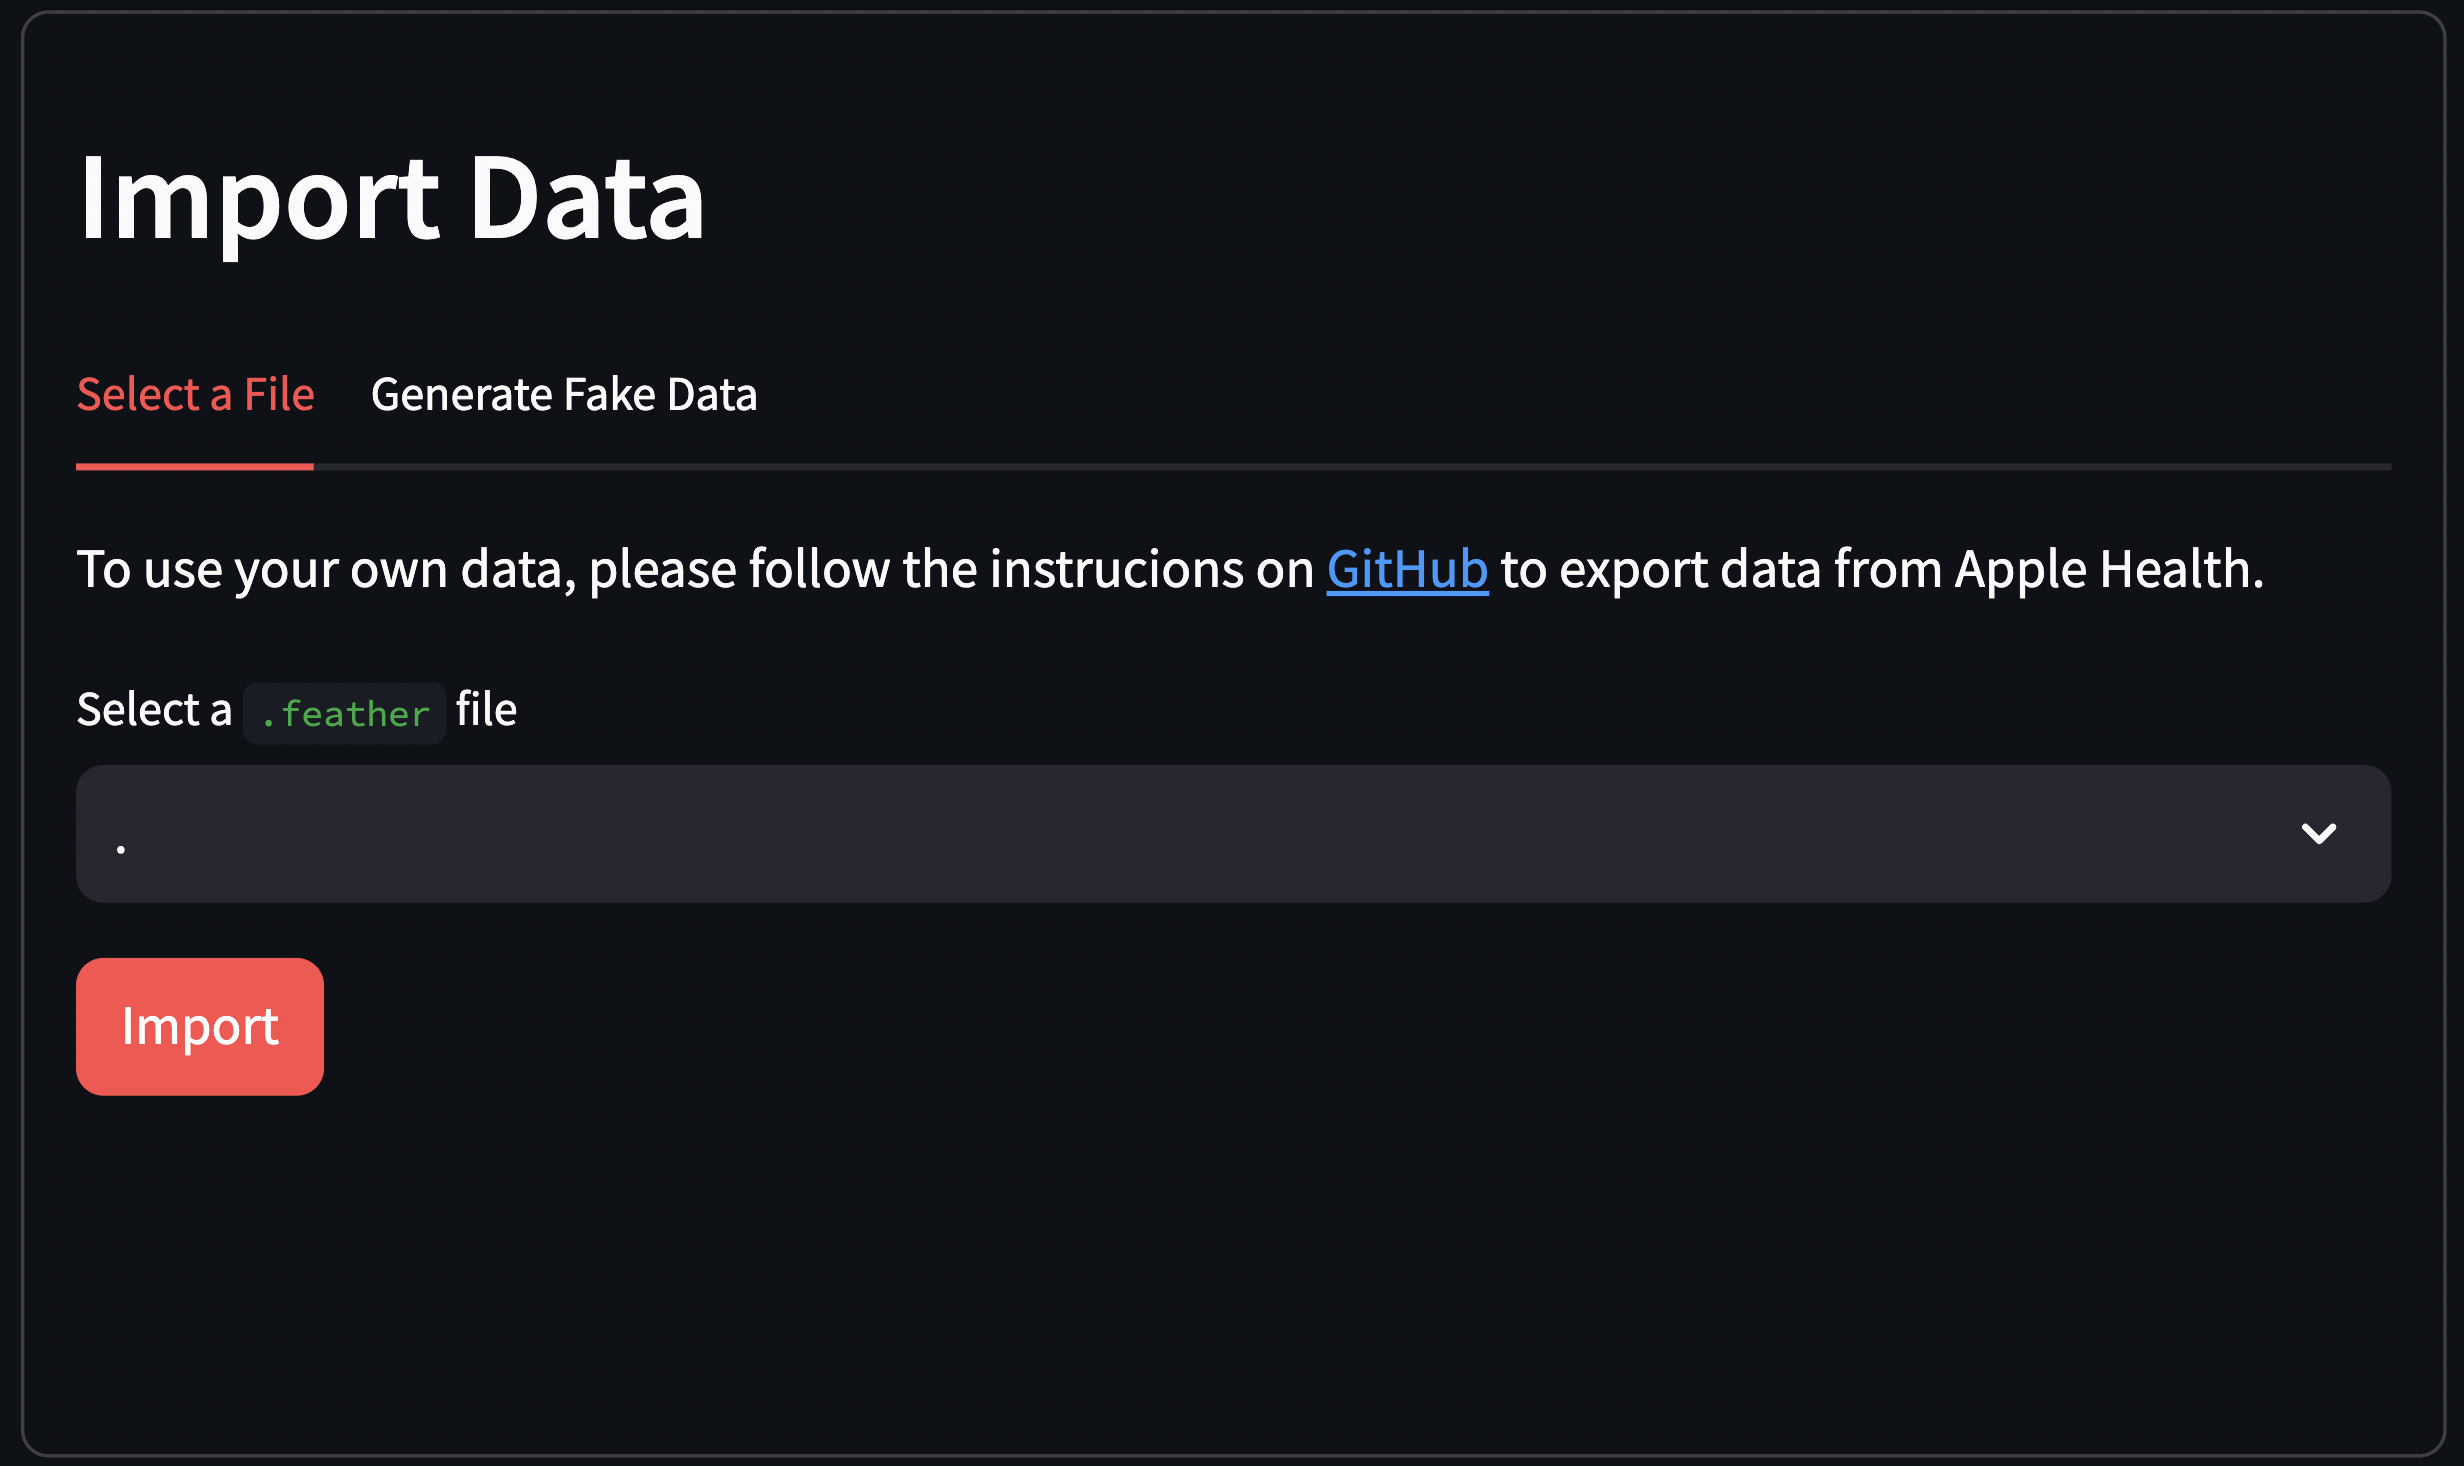 Import Data
Select a File Generate Fake Data
To use your own data, please follow the instrucions on GitHub to export data from Apple Health.
Select a .feather file
.
Import